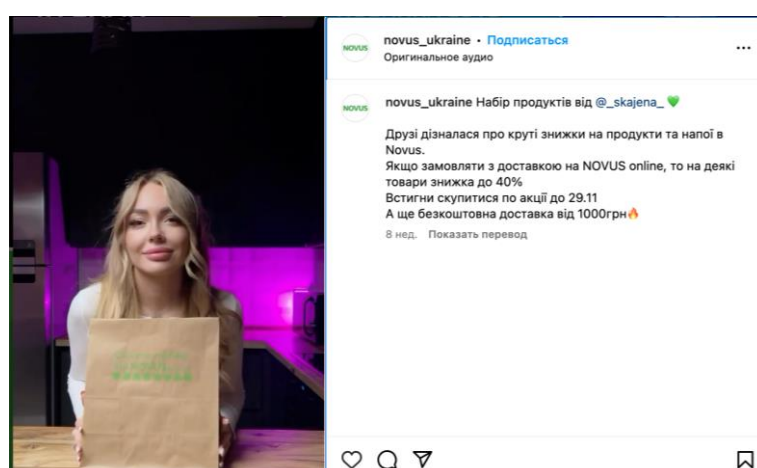 NOVUS
novus_ukraine • Подписаться
Оригинальное аудио
NOVUS
novus_ukraine Набір продуктів від @_skajena_ 💚
Друзі дізналася про круті знижки на продукти та напої в
Novus.
Якщо замовляти з доставкою на NOVUS online, то на деякі
товари знижка до 40%
Встигни скупитися по акції до 29.11
А ще безкоштовна доставка від 1000грн🔥
8 нед. Показать перевод